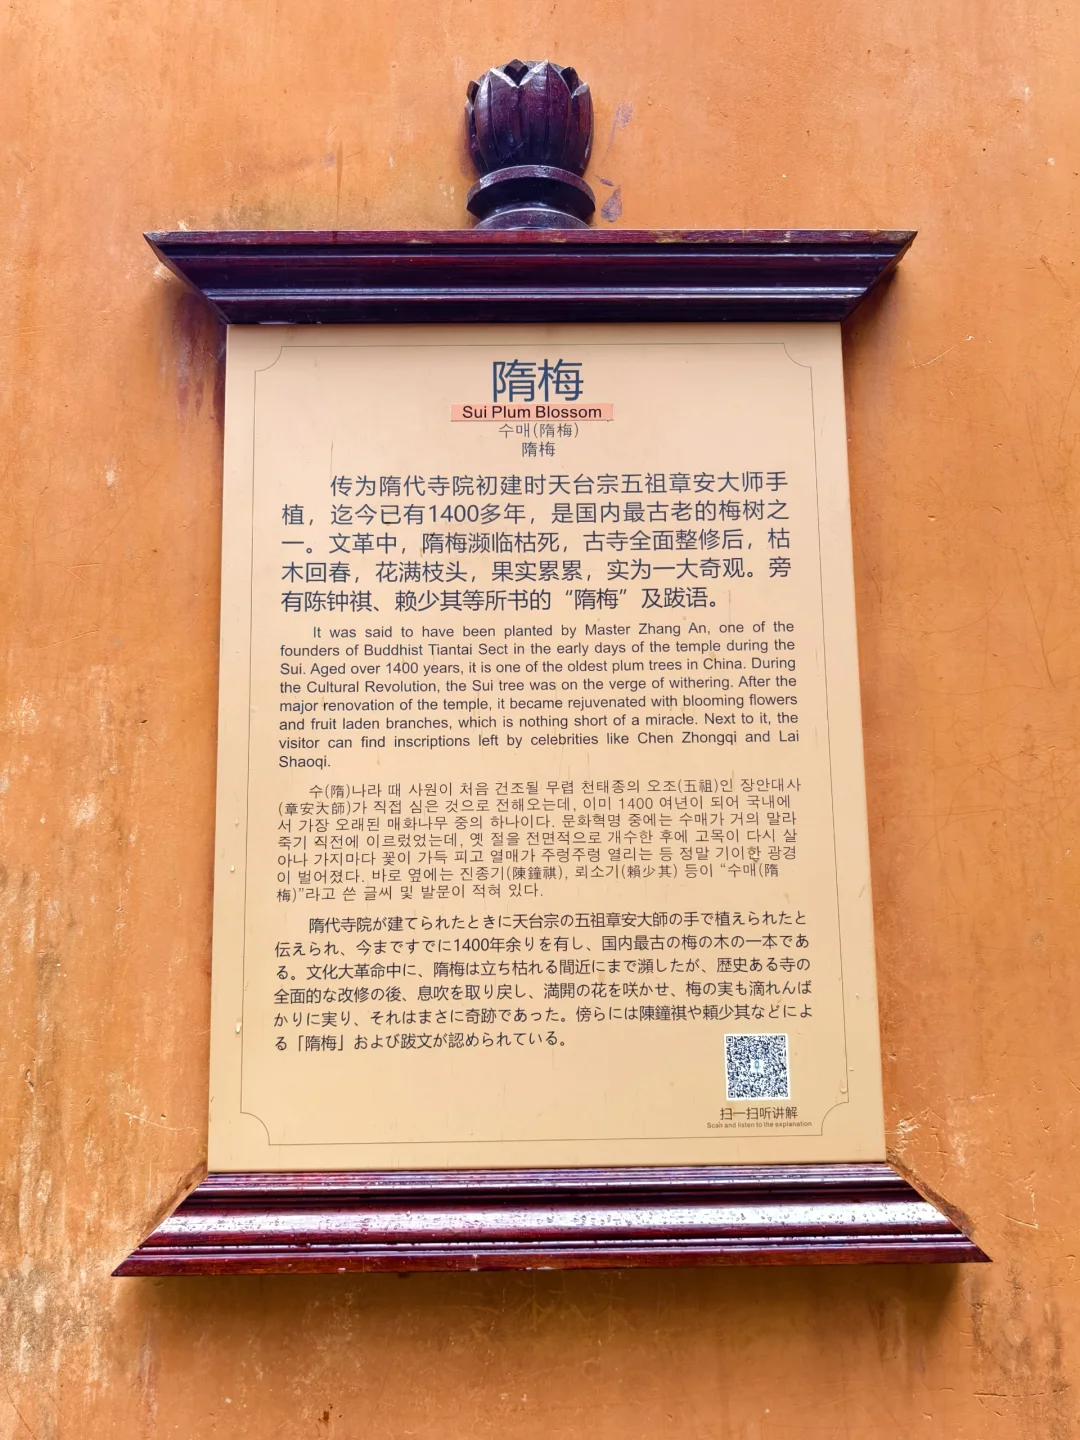 隋梅
Sui Plum Blossom
수매(隋梅)
隋梅
传为隋代寺院初建时天台宗五祖章安大师手
植，迄今已有1400多年，是国内最古老的梅树之
一。文革中，隋梅濒临枯死，古寺全面整修后，枯
木回春，花满枝头，果实累累，实为一大奇观。旁
有陈钟祺、赖少其等所书的“隋梅”及跋语。
It was said to have been planted by Master Zhang An, one of the
founders of Buddhist Tiantai Sect in the early days of the temple during the
Sui. Aged over 1400 years, it is one of the oldest plum trees in China. During
the Cultural Revolution, the Sui tree was on the verge of withering. After the
major renovation of the temple, it became rejuvenated with blooming flowers
and fruit laden branches, which is nothing short of a miracle. Next to it, the
visitor can find inscriptions left by celebrities like Chen Zhongqi and Lai
Shaoqi.
수(隋)나라 때 사원이 처음 건조될 무렵 천태종의 오조(五祖)인 장안대사
(章安大師)가 직접 심은 것으로 전해오는데, 이미 1400 여년이 되어 국내에
서 가장 오래된 매화나무 중의 하나이다. 문화혁명 중에는 수매가 거의 말라
죽기 직전에 이르렀었는데, 옛 절을 전면적으로 개수한 후에 고목이 다시 살
아나 가지마다 꽃이 가득 피고 열매가 주렁주렁 열리는 등 정말 기이한 광경
이 벌어졌다. 바로 옆에는 진종기(陳鐘祺), 뢰소기(賴少其) 등이 “수매(隋
梅)”라고 쓴 글씨 및 발문이 적혀 있다.
隋代寺院が建てられたときに天台宗の五祖章安大師の手で植えられたと
伝えられ、今まですでに1400年余りを有し、国内最古の梅の木の一本であ
る。文化大革命中に、隋梅は立ち枯れる間近にまで瀕したが、歴史ある寺の
全面的な改修の後、息吹を取り戻し、満開の花を咲かせ、梅の実も滴れんば
かりに実り、それはまさに奇跡であった。傍らには陳鐘祺や頼少其などによ
る「隋梅」および跋文が認められている。
扫一扫听讲解
Scan and listen to the explanation